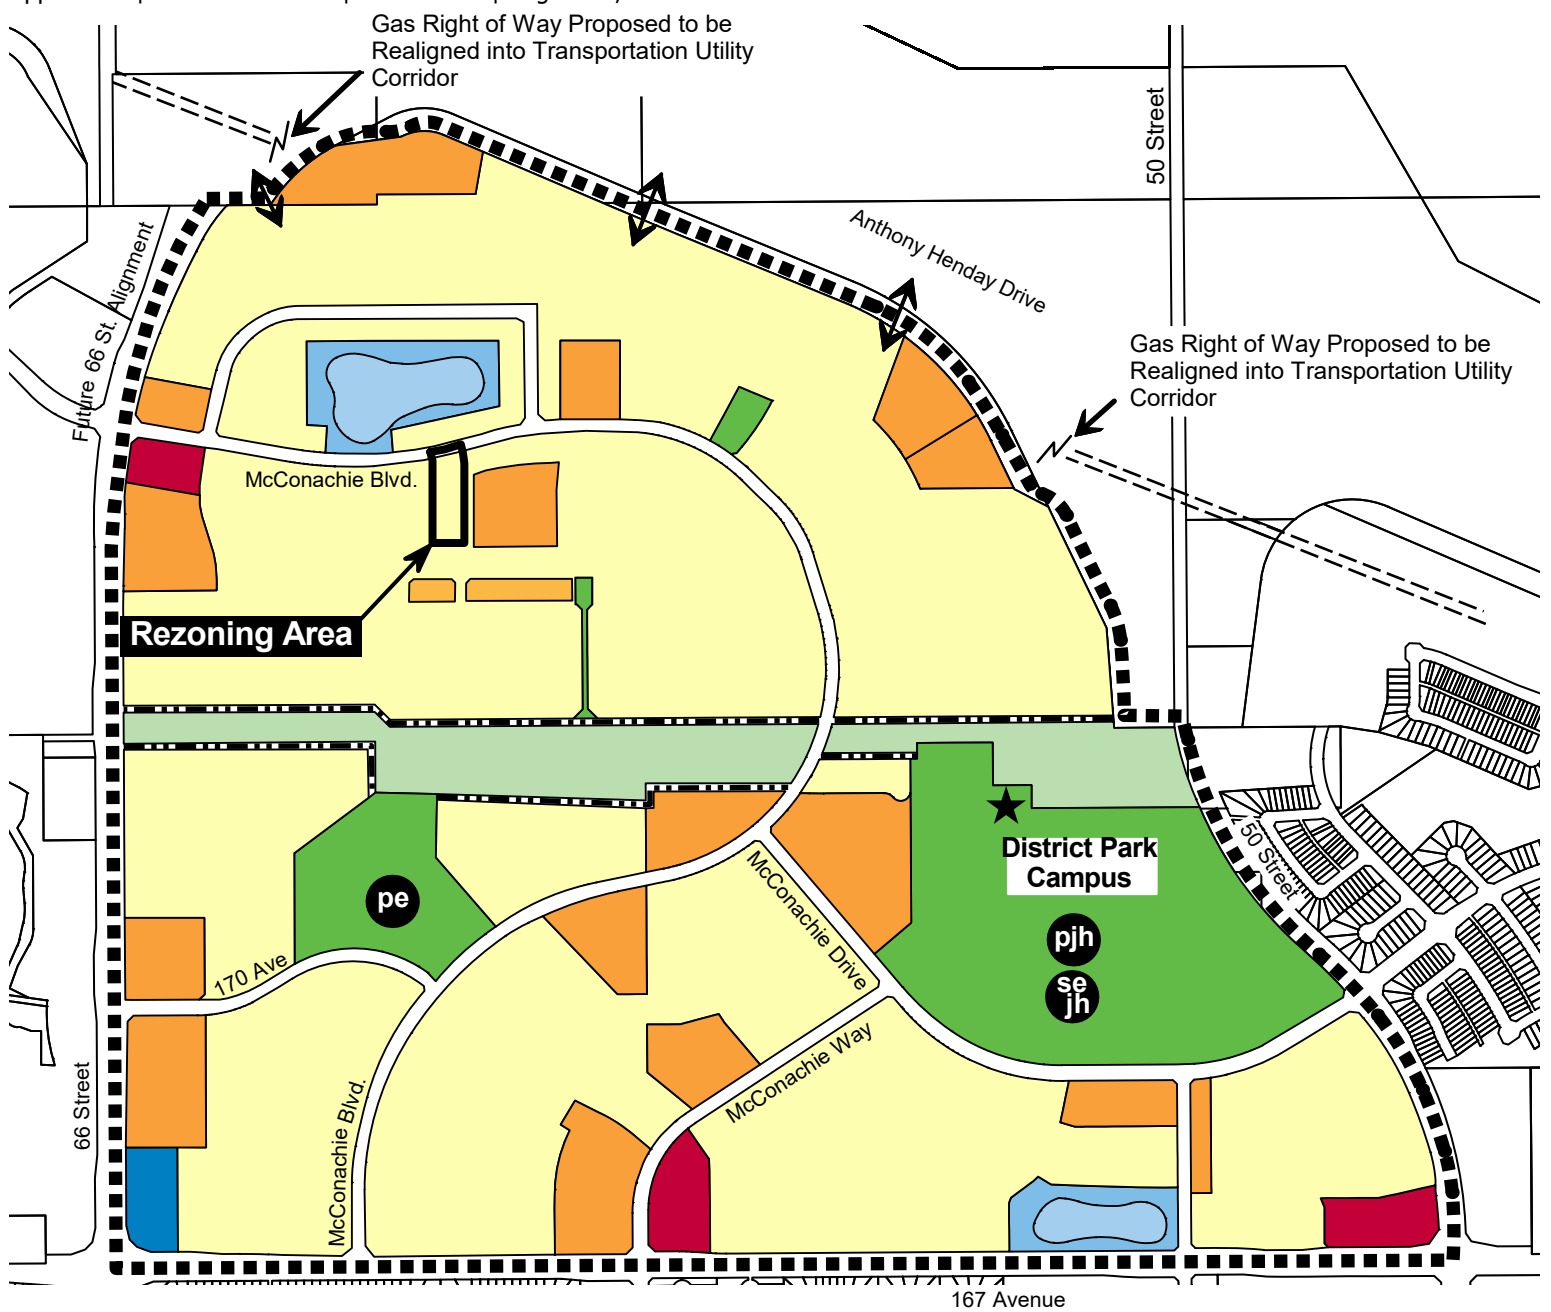 Gas Right of Way Proposed to be
Realigned into Transportation Utility
Corridor
50 Street
Anthony Henday Drive
Future 66 St. Alignment
Gas Right of Way Proposed to be
Realigned into Transportation Utility
Corridor
McConachie Blvd.
Rezoning Area
District Park
Campus
50 Street
pe
pjh
se
jh
McConachie Drive
170 Ave
McConachie Way
66 Street
McConachie Blvd.
167 Avenue